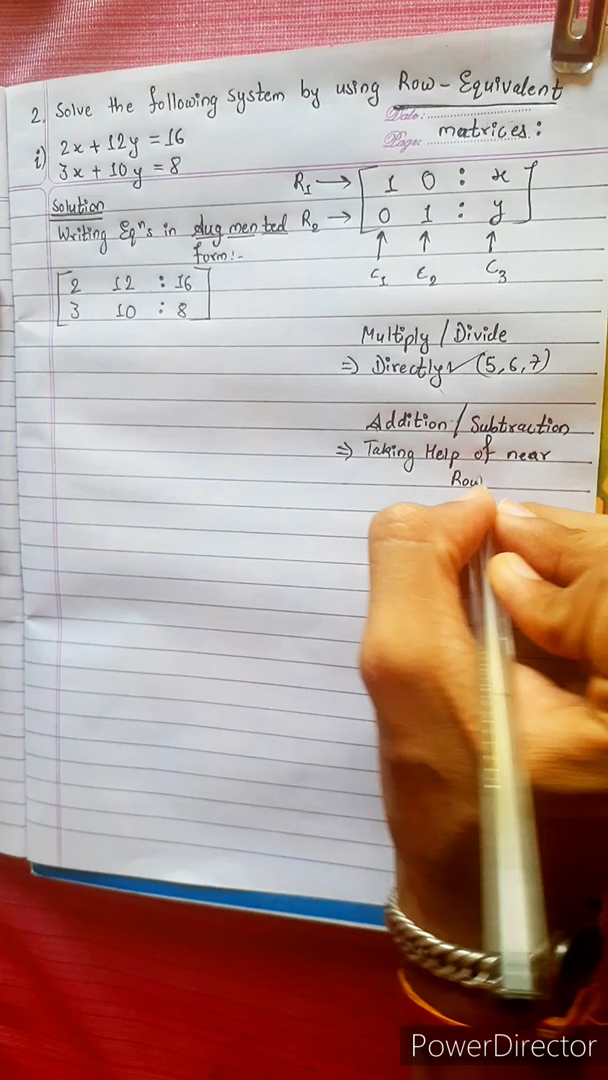 2. Solve the following system by using Row-Equivalent
Date:
Page:
matrices:
i) 2x + 12y = 16
3x + 10y = 8
Solution
Writing Eqns in Augmented
form:-
[2 12 : 16
3 10 : 8]
R1 → [1 0 : x
R2 → 0 1 : y]
↑ ↑ ↑
C1 C2 C3
Multiply / Divide
⇒ Directly ✓ (5, 6, 7)
Addition / Subtraction
⇒ Taking Help of near
Row
PowerDirector